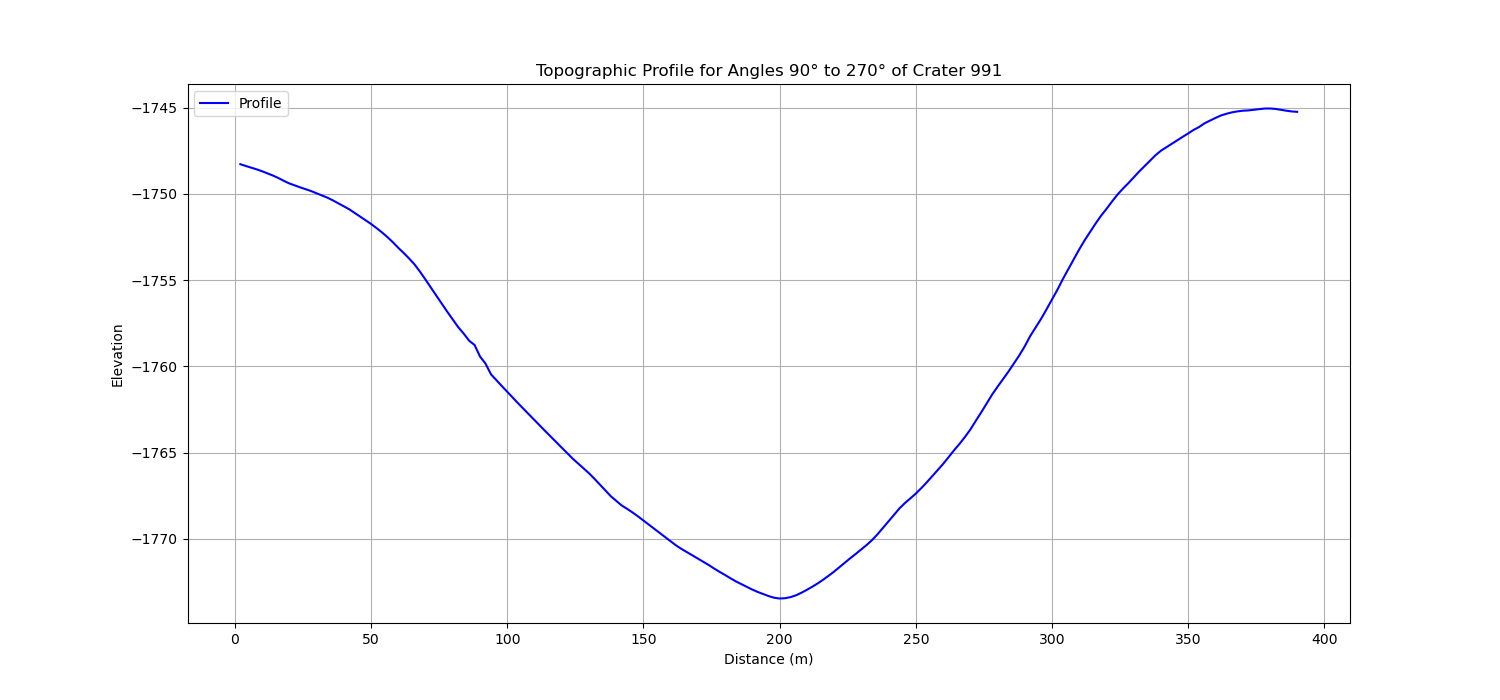 Topographic Profile for Angles 90° to 270° of Crater 991
Profile
−1745
−1750
−1755
−1760
−1765
−1770
Elevation
0 50 100 150 200 250 300 350 400
Distance (m)